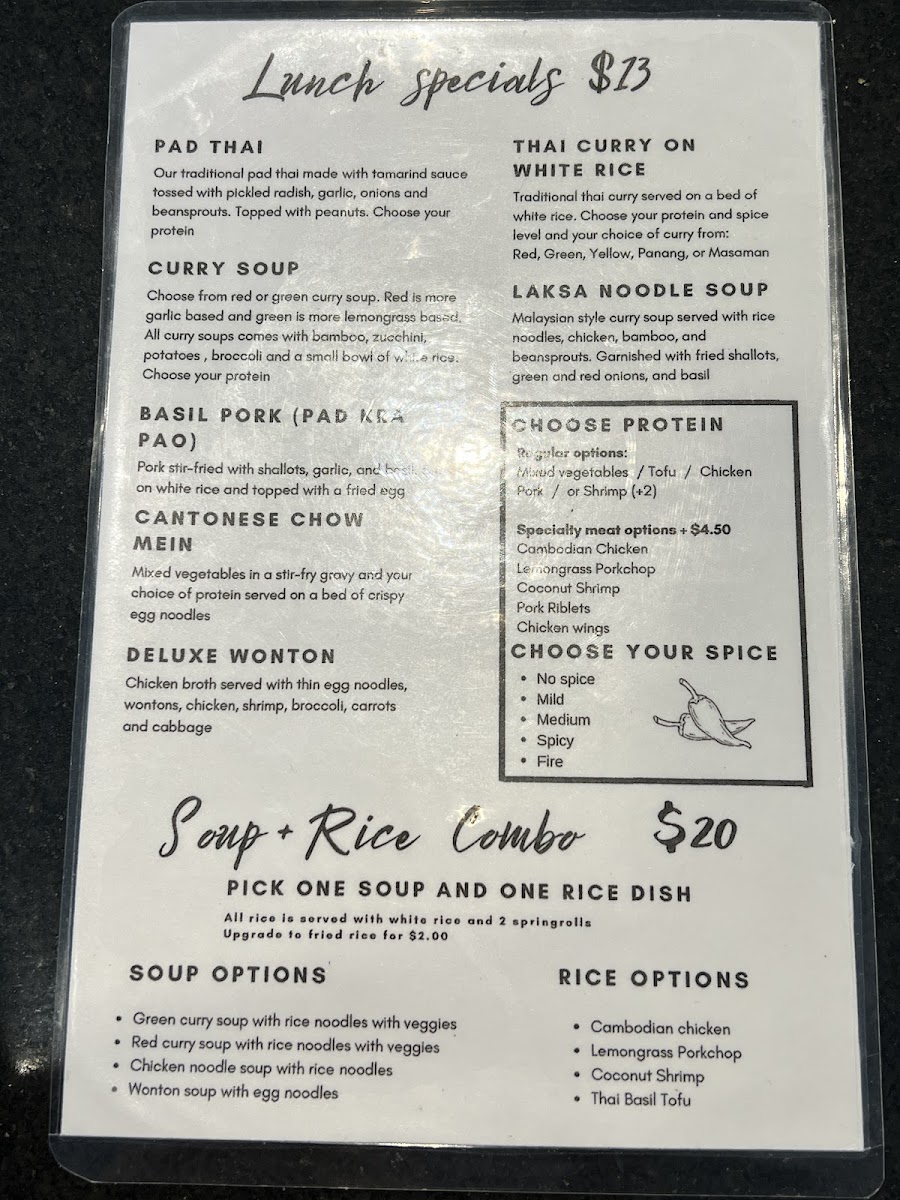 Lunch specials $13
PAD THAI
Our traditional pad thai made with tamarind sauce
tossed with pickled radish, garlic, onions and
beansprouts. Topped with peanuts. Choose your
protein
CURRY SOUP
Choose from red or green curry soup. Red is more
garlic based and green is more lemongrass based.
All curry soups comes with bamboo, zucchini,
potatoes , broccoli and a small bowl of white rice.
Choose your protein
BASIL PORK (PAD KRA
PAO)
Pork stir-fried with shallots, garlic, and basil
on white rice and topped with a fried egg
CANTONESE CHOW
MEIN
Mixed vegetables in a stir-fry gravy and your
choice of protein served on a bed of crispy
egg noodles
DELUXE WONTON
Chicken broth served with thin egg noodles,
wontons, chicken, shrimp, broccoli, carrots
and cabbage
THAI CURRY ON
WHITE RICE
Traditional thai curry served on a bed of
white rice. Choose your protein and spice
level and your choice of curry from:
Red, Green, Yellow, Panang, or Masaman
LAKSA NOODLE SOUP
Malaysian style curry soup served with rice
noodles, chicken, bamboo, and
beansprouts. Garnished with fried shallots,
green and red onions, and basil
CHOOSE PROTEIN
Regular options:
Mixed vegetables / Tofu / Chicken
Pork / or Shrimp (+2)
Specialty meat options + $4.50
Cambodian Chicken
Lemongrass Porkchop
Coconut Shrimp
Pork Riblets
Chicken wings
CHOOSE YOUR SPICE
• No spice
• Mild
• Medium
• Spicy
• Fire
Soup + Rice Combo $20
PICK ONE SOUP AND ONE RICE DISH
All rice is served with white rice and 2 springrolls
Upgrade to fried rice for $2.00
SOUP OPTIONS
• Green curry soup with rice noodles with veggies
• Red curry soup with rice noodles with veggies
• Chicken noodle soup with rice noodles
• Wonton soup with egg noodles
RICE OPTIONS
• Cambodian chicken
• Lemongrass Porkchop
• Coconut Shrimp
• Thai Basil Tofu